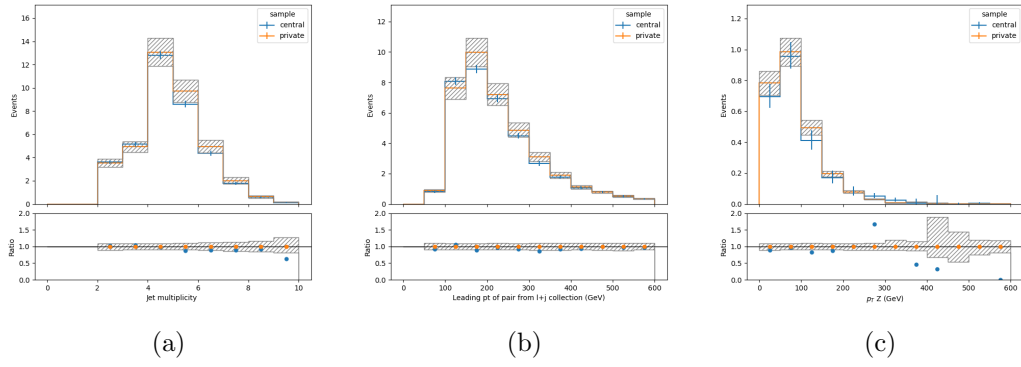 sample
central
private
16
14
12
10
8
6
4
2
0
Events
2.0
1.5
1.0
0.5
0.0
Ratio
0 2 4 6 8 10
Jet multiplicity
(a)
sample
central
private
12
10
8
6
4
2
0
Events
2.0
1.5
1.0
0.5
0.0
Ratio
0 100 200 300 400 500 600
Leading pt of pair from l+j collection (GeV)
(b)
sample
central
private
1.2
1.0
0.8
0.6
0.4
0.2
0.0
Events
2.0
1.5
1.0
0.5
0.0
Ratio
0 100 200 300 400 500 600
p_T Z (GeV)
(c)